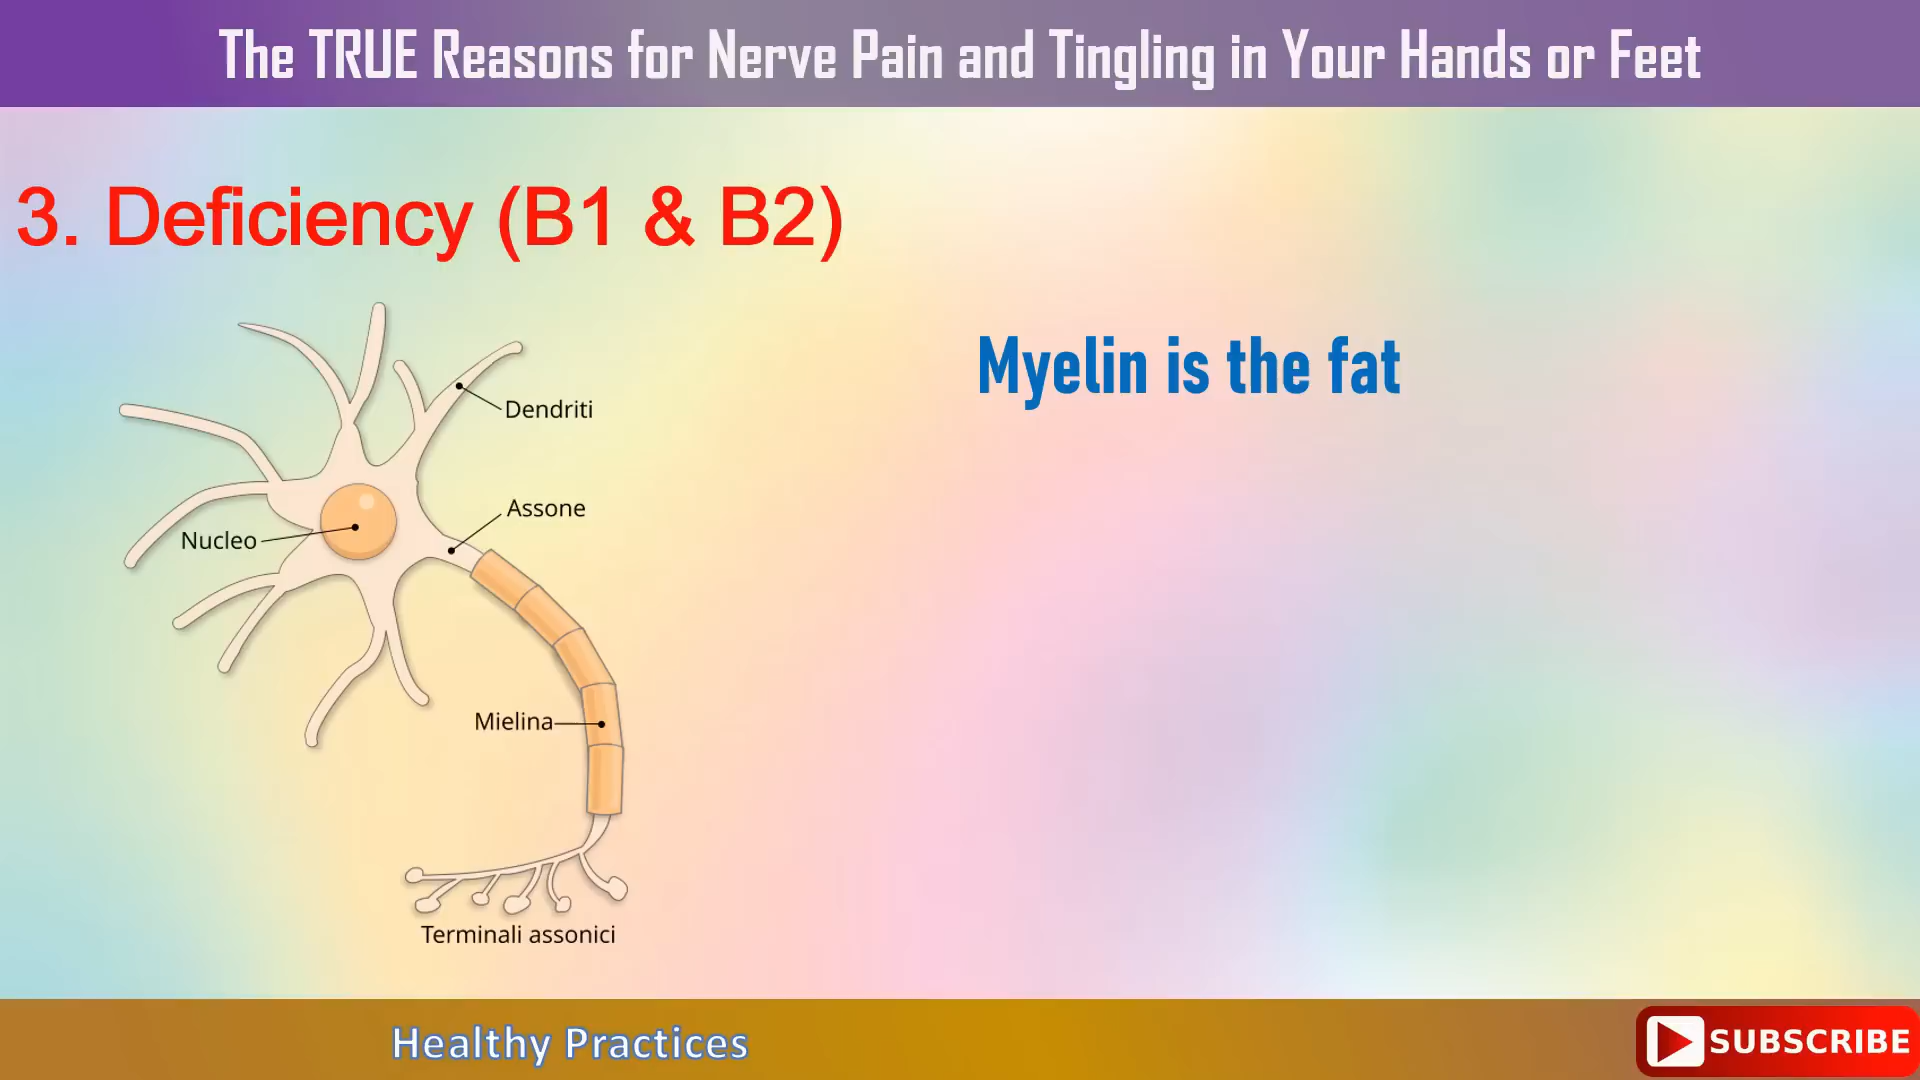 The TRUE Reasons for Nerve Pain and Tingling in Your Hands or Feet
3. Deficiency (B1 & B2)
Myelin is the fat
Dendriti
Assone
Nucleo
Mielina
Terminali assonici
Healthy Practices
SUBSCRIBE